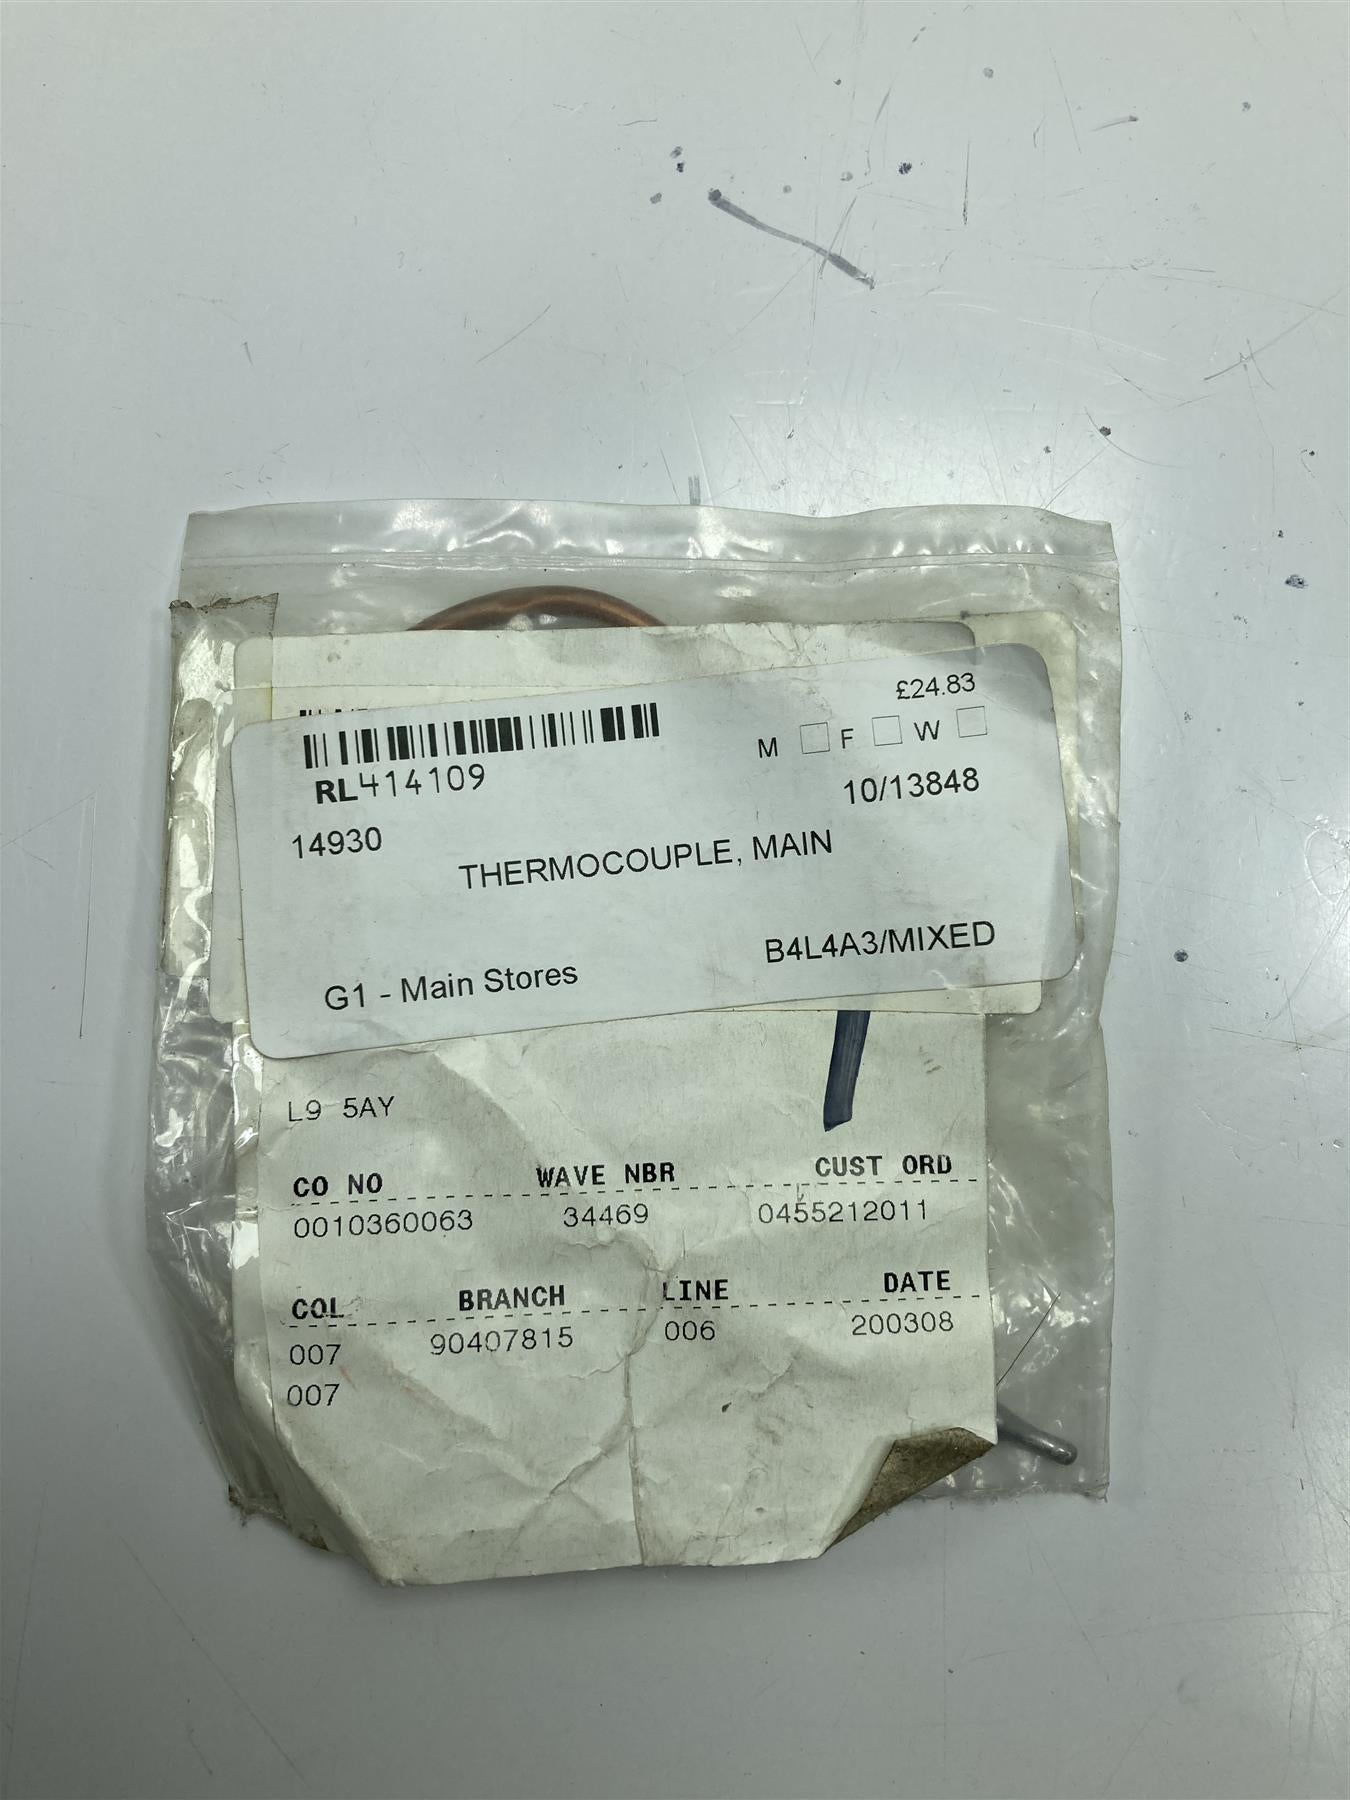 £24.83
M F W
RL414109
10/13848
14930
THERMOCOUPLE, MAIN
B4L4A3/MIXED
G1 - Main Stores
L9 5AY
CO NO WAVE NBR CUST ORD
0010360063 34469 0455212011
COL BRANCH LINE DATE
007 90407815 006 200308
007